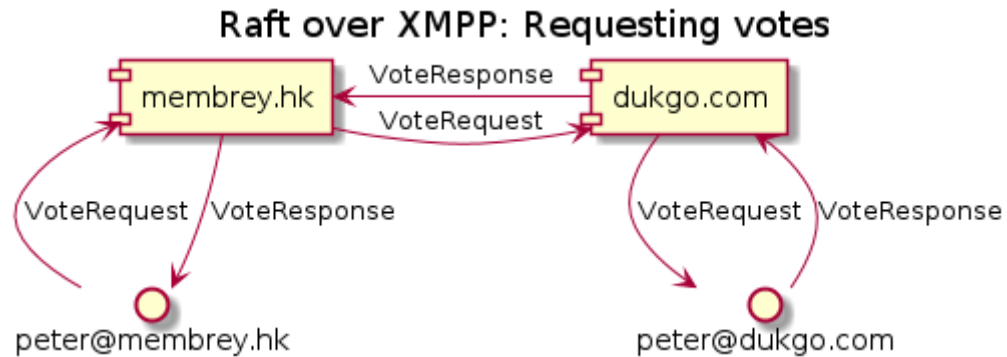 Raft over XMPP: Requesting votes
membrey.hk
VoteResponse
dukgo.com
VoteRequest
VoteRequest
VoteResponse
VoteRequest
VoteResponse
peter@membrey.hk
peter@dukgo.com